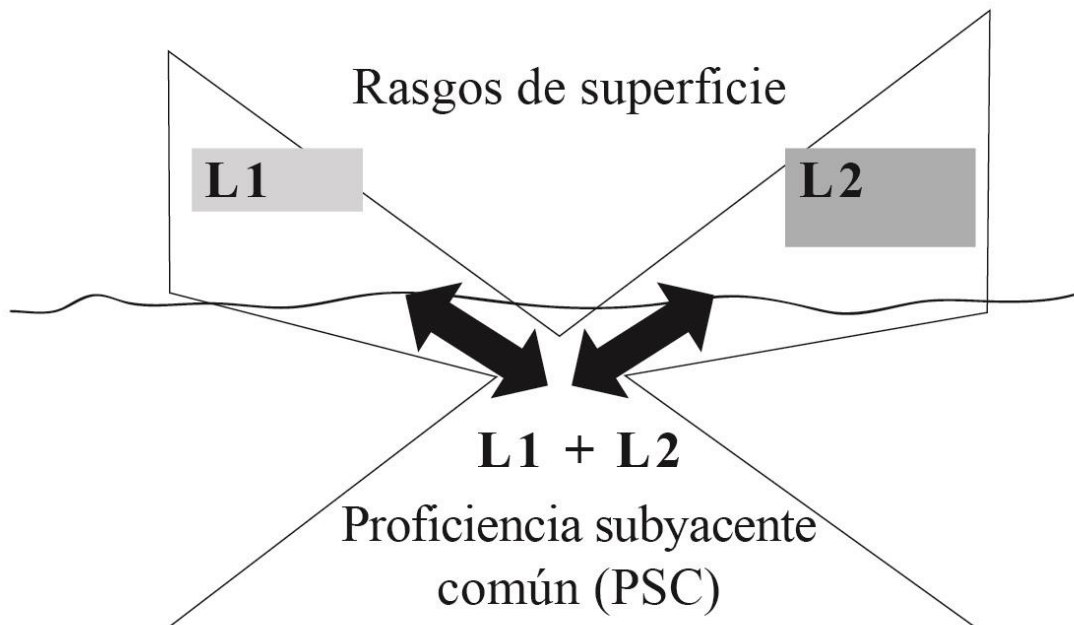 Rasgos de superficie
L1
L2
L1 + L2
Proficiencia subyacente
común (PSC)